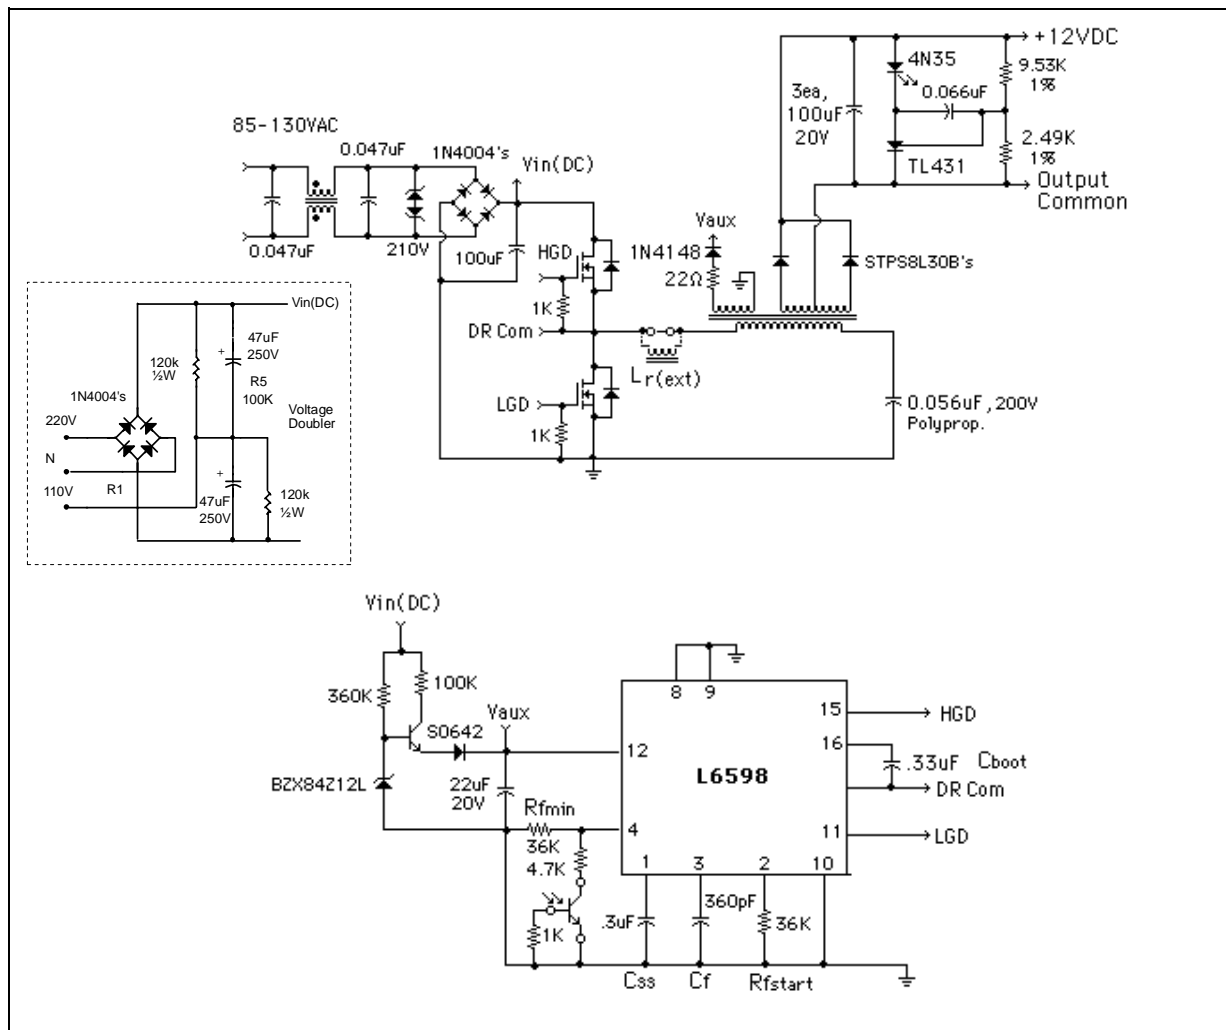 +12VDC
4N35
9.53K
1%
0.066uF
3ea,
100uF
20V
2.49K
1%
TL431
Output
Common
85-130VAC
0.047uF
1N4004's
Vin(DC)
0.047uF
210V
100uF
HGD
1K
DR Com
LGD
1K
Vaux
1N4148
22Ω
STPS8L30B's
Lr(ext)
0.056uF,200V
Polyprop.
Vin(DC)
47uF
250V
+
120k
½W
R5
100K
1N4004's
Voltage
Doubler
220V
N
110V
R1
+
47uF
250V
120k
½W
Vin(DC)
360K
100K
Vaux
S0642
BZX84Z12L
22uF
20V
Rfmin
36K
4.7K
1K
8 9
15
HGD
16
.33uF Cboot
12
L6598
DR Com
4
11
LGD
1 3 2 10
.3uF
360pF
36K
Css Cf Rfstart